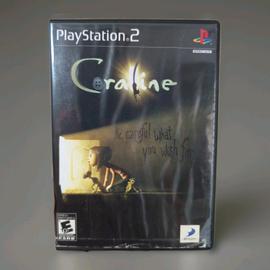 PlayStation 2
Coraline
Be careful what
you wish for
E